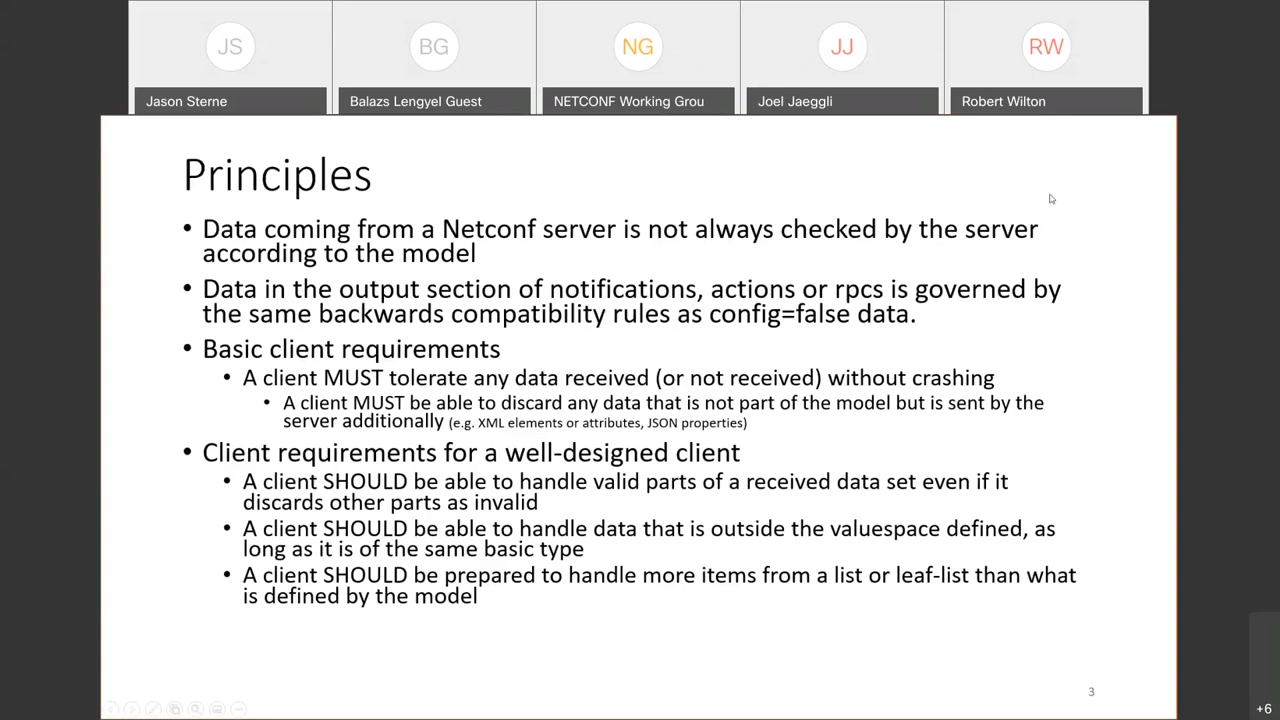 JS
BG
NG
JJ
RW
Jason Sterne
Balazs Lengyel Guest
NETCONF Working Grou
Joel Jaeggli
Robert Wilton
Principles
• Data coming from a Netconf server is not always checked by the server
according to the model
• Data in the output section of notifications, actions or rpcs is governed by
the same backwards compatibility rules as config=false data.
• Basic client requirements
• A client MUST tolerate any data received (or not received) without crashing
• A client MUST be able to discard any data that is not part of the model but is sent by the
server additionally (e.g. XML elements or attributes, JSON properties)
• Client requirements for a well-designed client
• A client SHOULD be able to handle valid parts of a received data set even if it
discards other parts as invalid
• A client SHOULD be able to handle data that is outside the valuespace defined, as
long as it is of the same basic type
• A client SHOULD be prepared to handle more items from a list or leaf-list than what
is defined by the model
3
+6